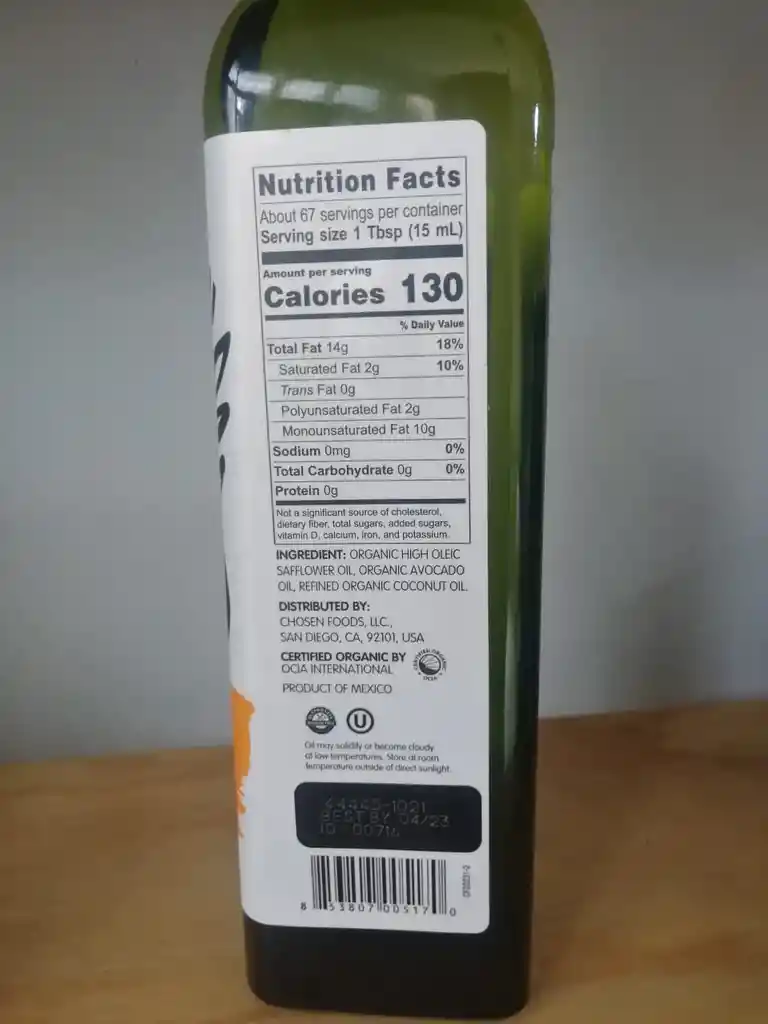 Nutrition Facts
About 67 servings per container
Serving size 1 Tbsp (15 mL)
Amount per serving
Calories 130
% Daily Value
Total Fat 14g 18%
Saturated Fat 2g 10%
Trans Fat 0g
Polyunsaturated Fat 2g
Monounsaturated Fat 10g
Sodium 0mg 0%
Total Carbohydrate 0g 0%
Protein 0g
Not a significant source of cholesterol,
dietary fiber, total sugars, added sugars,
vitamin D, calcium, iron, and potassium.
INGREDIENT: ORGANIC HIGH OLEIC
SAFFLOWER OIL, ORGANIC AVOCADO
OIL, REFINED ORGANIC COCONUT OIL.
DISTRIBUTED BY:
CHOSEN FOODS, LLC.,
SAN DIEGO, CA, 92101, USA
CERTIFIED ORGANIC BY
OCIA INTERNATIONAL
PRODUCT OF MEXICO
U
Oil may solidify or become cloudy
at low temperatures. Store at room
temperature outside of direct sunlight.
BEST BY 04/23
8 53807 00517 0